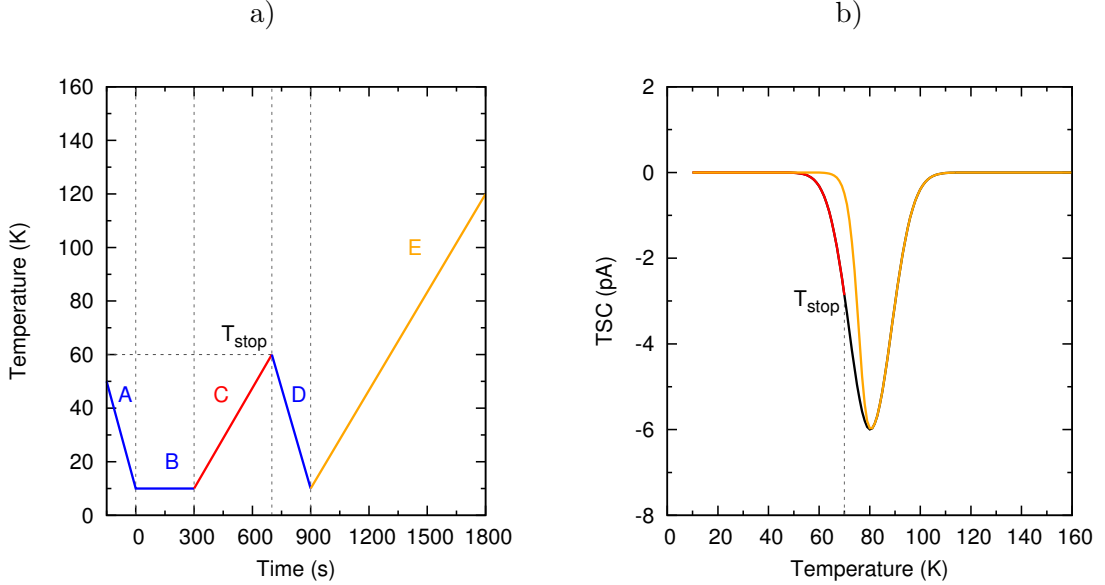 a)
160
140
120
100
80
60
40
20
0
Temperature (K)
A
B
C
D
E
T_stop
0 300 600 900 1200 1500 1800
Time (s)
b)
2
0
-2
-4
-6
-8
TSC (pA)
T_stop
0 20 40 60 80 100 120 140 160
Temperature (K)